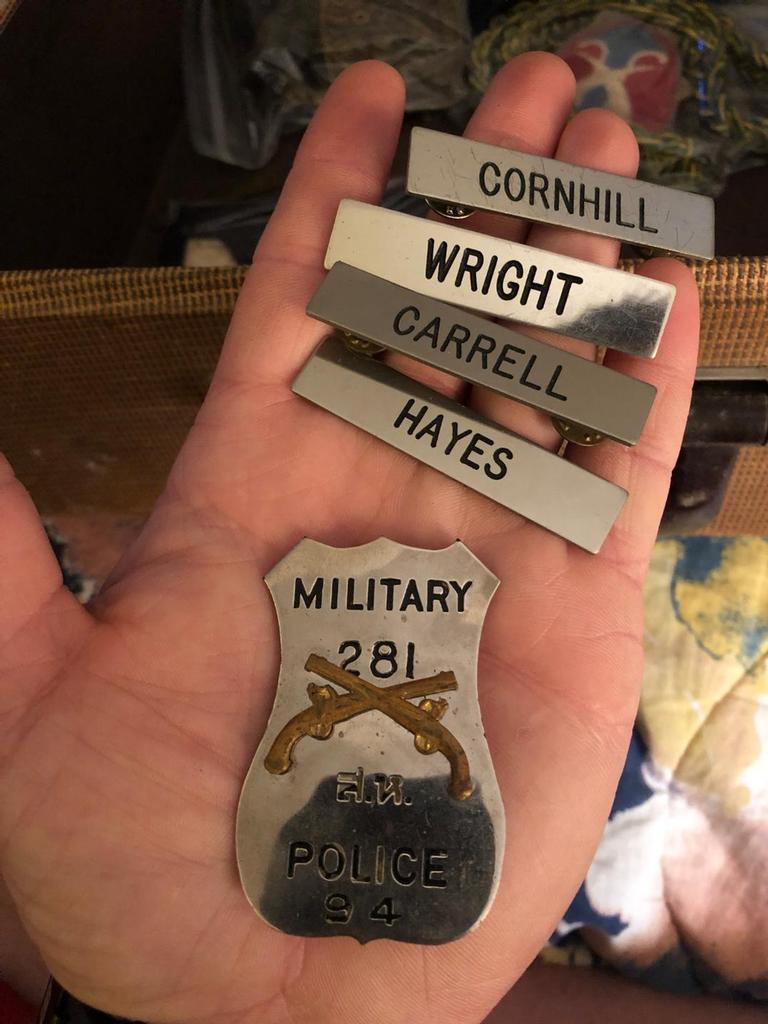 CORNHILL
WRIGHT
CARRELL
HAYES
MILITARY
281
ส.ห.
POLICE
94